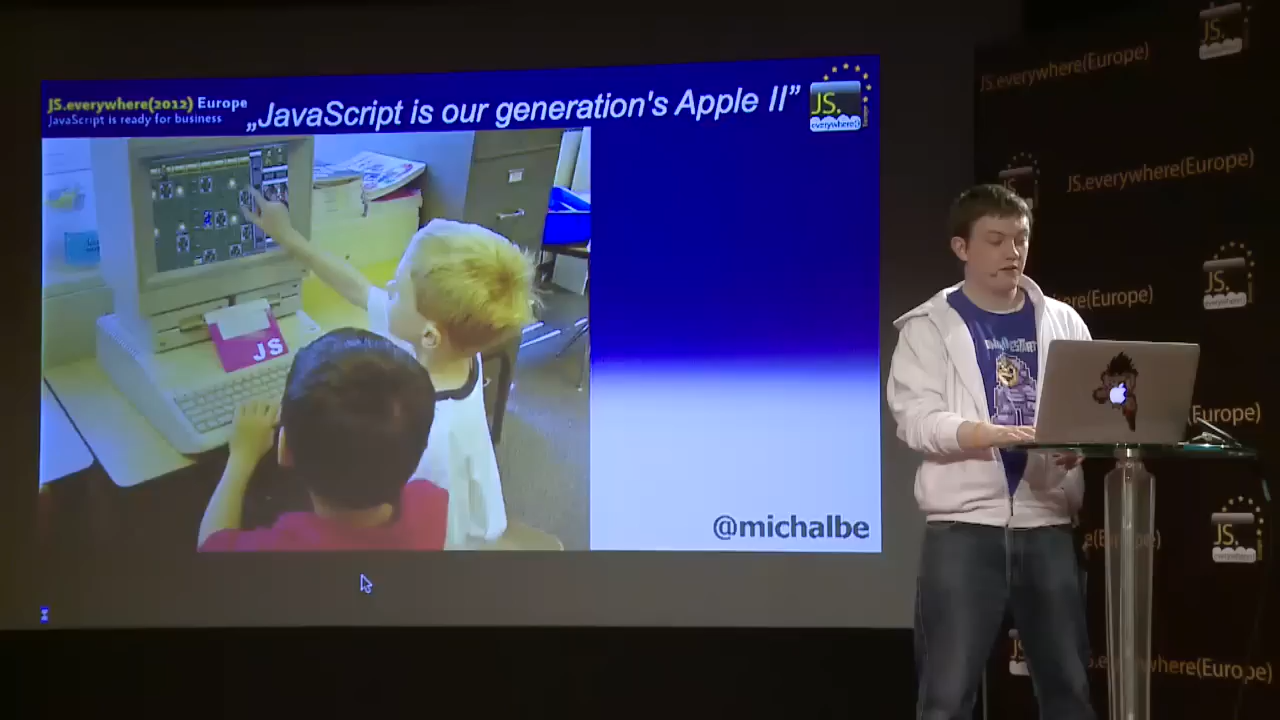 JS.everywhere(2012) Europe
JavaScript is ready for business
„JavaScript is our generation's Apple II”
JS.
everywhere()
JS
@michalbe
JS.everywhere(Europe)
JS.
JS.everywhere(Europe)
here(Europe)
JS.
(Europe)
e(Europe)
JS.
JS.everywhere(Europe)